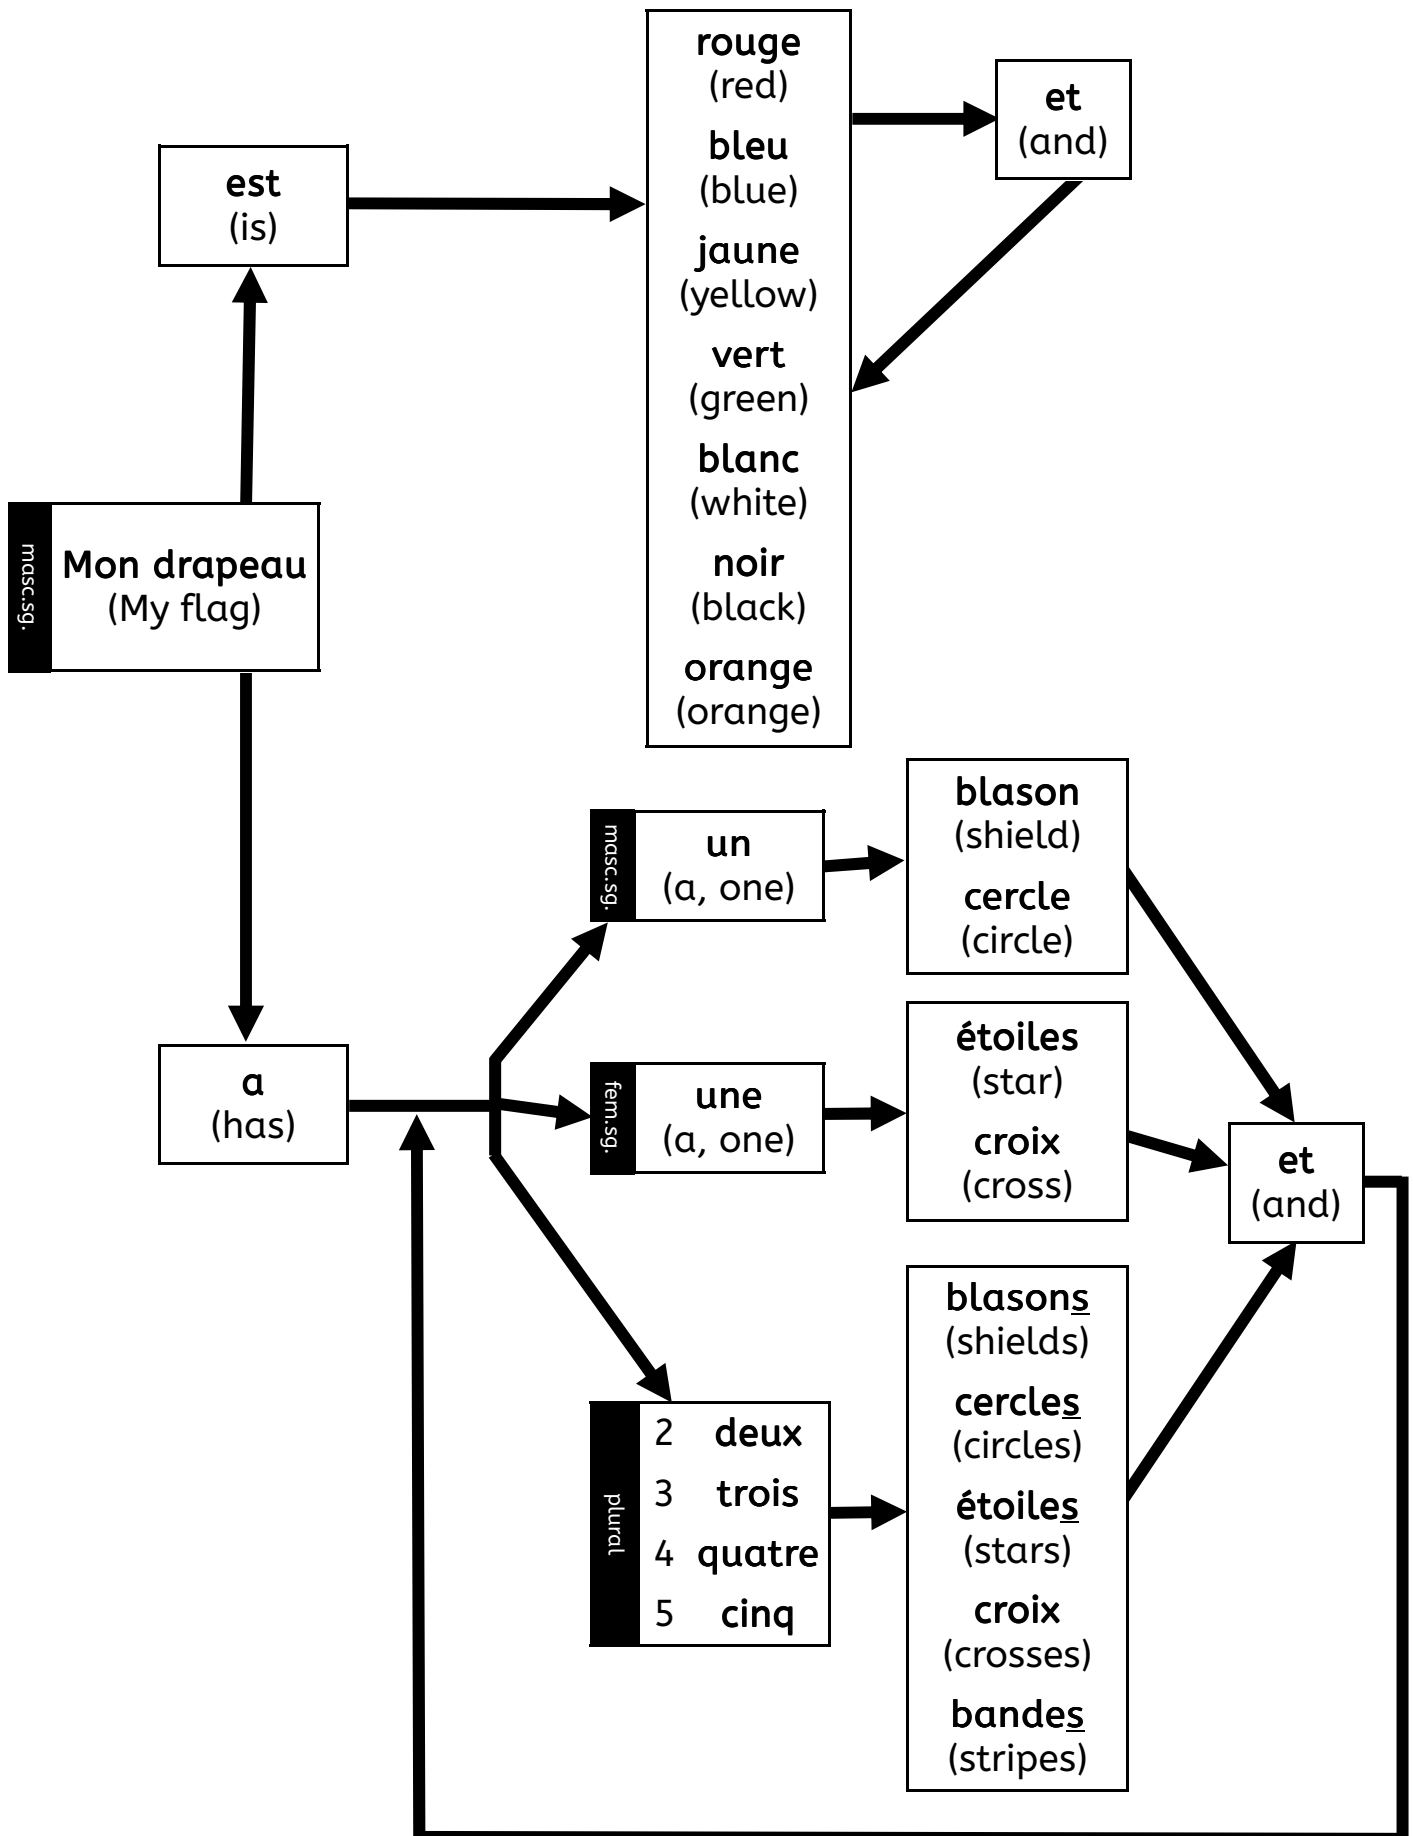 rouge
(red)
bleu
(blue)
jaune
(yellow)
vert
(green)
blanc
(white)
noir
(black)
orange
(orange)
et
(and)
est
(is)
masc.sg.
Mon drapeau
(My flag)
a
(has)
masc.sg.
un
(a, one)
blason
(shield)
cercle
(circle)
fem.sg.
une
(a, one)
étoiles
(star)
croix
(cross)
et
(and)
plural
2 deux
3 trois
4 quatre
5 cinq
blasons
(shields)
cercles
(circles)
étoiles
(stars)
croix
(crosses)
bandes
(stripes)